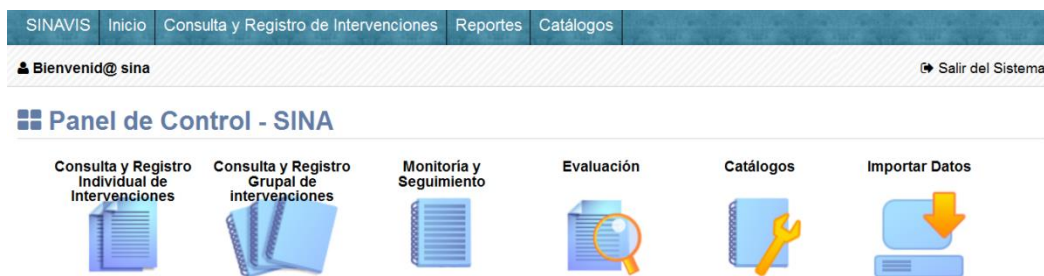 SINAVIS Inicio Consulta y Registro de Intervenciones Reportes Catálogos
Bienvenid@ sina
Salir del Sistema
Panel de Control - SINA
Consulta y Registro
Individual de
Intervenciones
Consulta y Registro
Grupal de
intervenciones
Monitoría y
Seguimiento
Evaluación
Catálogos
Importar Datos